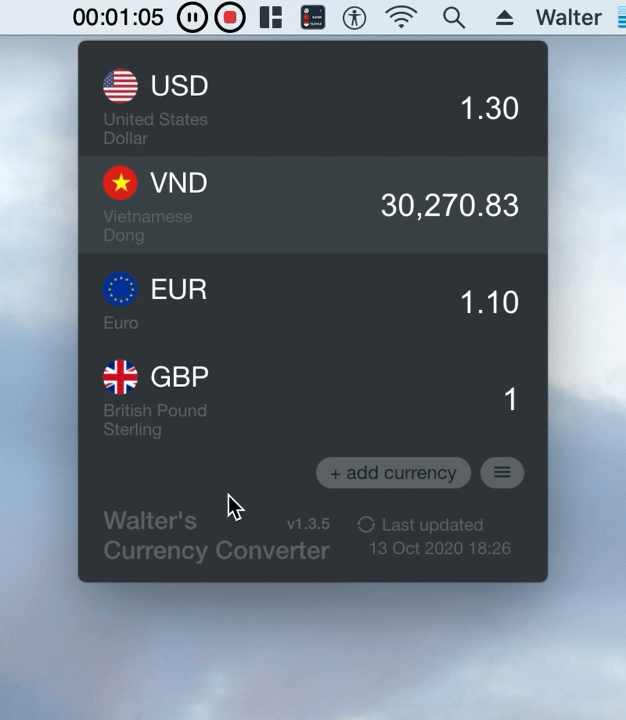 00:01:05 Walter
USD
United States
Dollar
1.30
VND
Vietnamese
Dong
30,270.83
EUR
Euro
1.10
GBP
British Pound
Sterling
1
+ add currency
Walter's
Currency Converter
v1.3.5
Last updated
13 Oct 2020 18:26